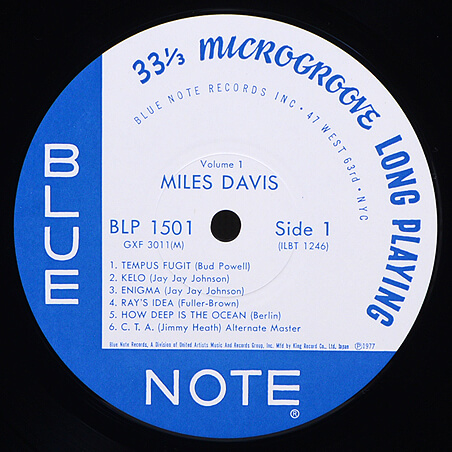 33⅓ MICROGROOVE LONG PLAYING
BLUE NOTE RECORDS INC • 47 WEST 63rd • NYC
Volume 1
MILES DAVIS
BLP 1501 Side 1
GXF 3011(M) (ILBT 1246)
1. TEMPUS FUGIT (Bud Powell)
2. KELO (Jay Jay Johnson)
3. ENIGMA (Jay Jay Johnson)
4. RAY'S IDEA (Fuller-Brown)
5. HOW DEEP IS THE OCEAN (Berlin)
6. C. T. A. (Jimmy Heath) Alternate Master
Blue Note Records, A Division of United Artists Music And Records Group, Inc. Mfd by King Record Co., Ltd, Japan ℗1977
BLUE
NOTE®